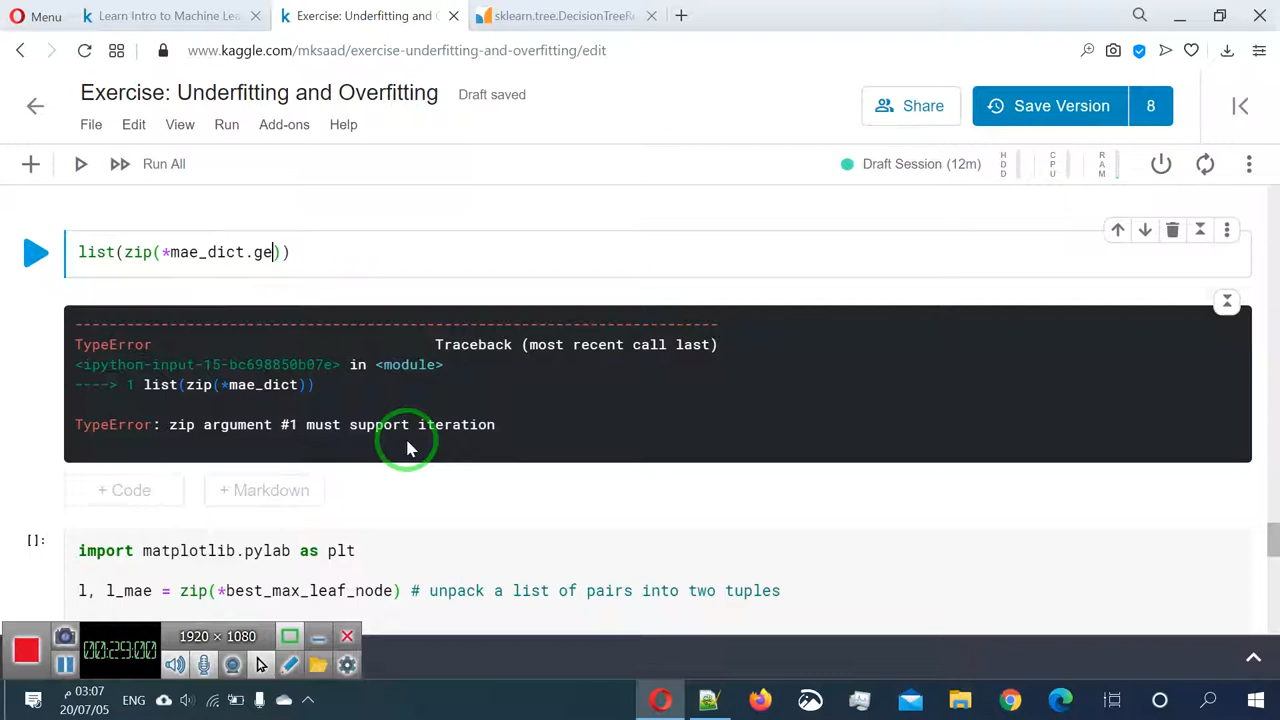 Menu
Learn Intro to Machine Lea
Exercise: Underfitting and O
sklearn.tree.DecisionTreeRe
www.kaggle.com/mksaad/exercise-underfitting-and-overfitting/edit
Exercise: Underfitting and Overfitting
Draft saved
Share
Save Version
8
File Edit View Run Add-ons Help
Run All
Draft Session (12m)
HDD
CPU
RAM
list(zip(*mae_dict.ge))
---------------------------------------------------------------------------
TypeError Traceback (most recent call last)
<ipython-input-15-bc698850b07e> in <module>
----> 1 list(zip(*mae_dict))
TypeError: zip argument #1 must support iteration
+ Code
+ Markdown
[]:
import matplotlib.pylab as plt
l, l_mae = zip(*best_max_leaf_node) # unpack a list of pairs into two tuples
1920 × 1080
00:29:00
03:07 م
20/07/05
ENG